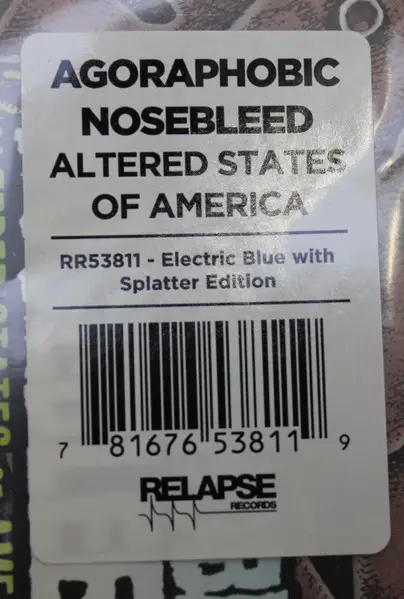 AGORAPHOBIC
NOSEBLEED
ALTERED STATES
OF AMERICA
RR53811 - Electric Blue with
Splatter Edition
7 81676 53811 9
RELAPSE
RECORDS